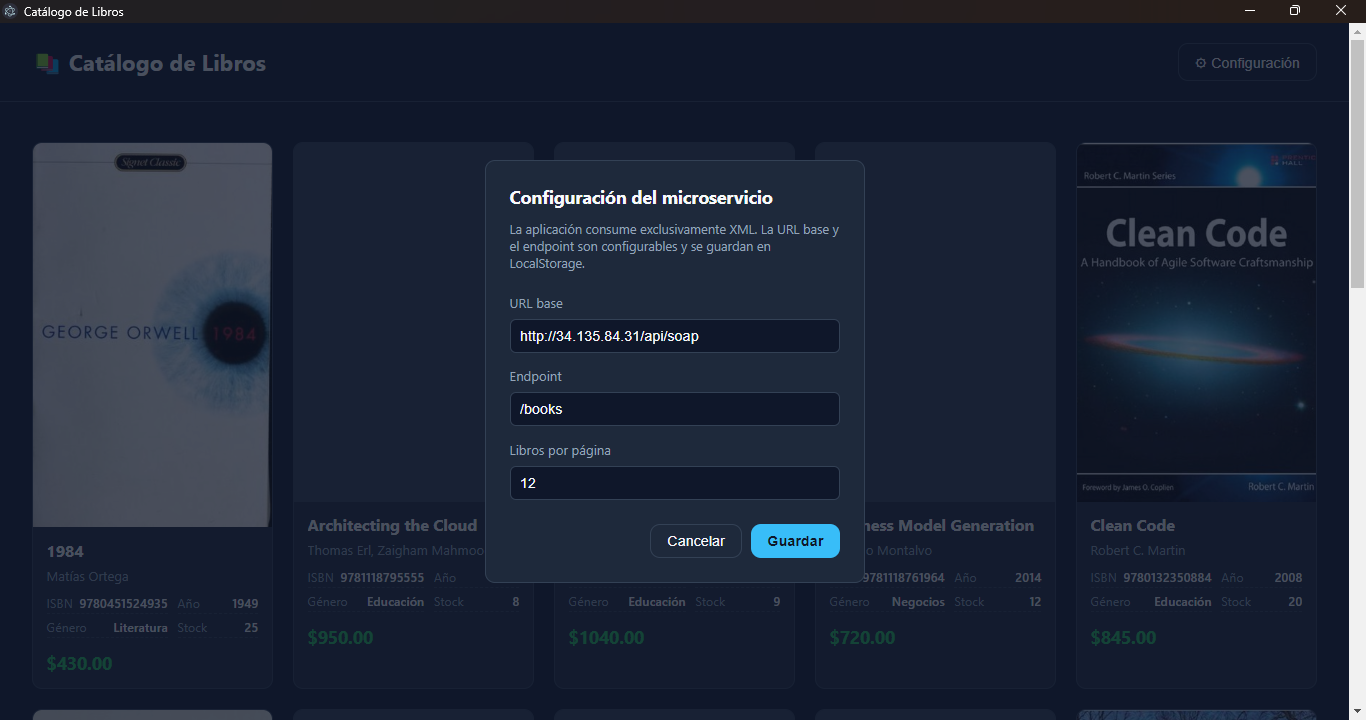 Catálogo de Libros
Catálogo de Libros
Configuración
Signet Classic
GEORGE ORWELL 1984
Robert C. Martin Series
PRENTICE
HALL
Clean Code
A Handbook of Agile Software Craftsmanship
Foreword by James O. Coplien
Robert C. Martin
Configuración del microservicio
La aplicación consume exclusivamente XML. La URL base y
el endpoint son configurables y se guardan en
LocalStorage.
URL base
http://34.135.84.31/api/soap
Endpoint
/books
Libros por página
12
Cancelar
Guardar
1984
Matías Ortega
ISBN 9780451524935 Año 1949
Género Literatura Stock 25
$430.00
Architecting the Cloud
Thomas Erl, Zaigham Mahmoo
ISBN 9781118795555 Año
Género Educación Stock 8
$950.00
Género Educación Stock 9
$1040.00
ness Model Generation
o Montalvo
9781118761964 Año 2014
Género Negocios Stock 12
$720.00
Clean Code
Robert C. Martin
ISBN 9780132350884 Año 2008
Género Educación Stock 20
$845.00